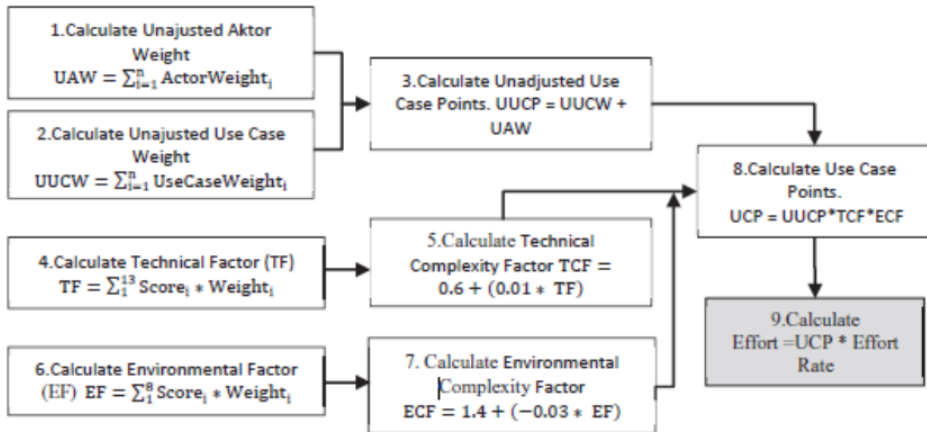 1.Calculate Unajusted Aktor
Weight
UAW = ∑ⁿᵢ₌₁ ActorWeightᵢ
2.Calculate Unajusted Use Case
Weight
UUCW = ∑ⁿᵢ₌₁ UseCaseWeightᵢ
3.Calculate Unadjusted Use
Case Points. UUCP = UUCW +
UAW
4.Calculate Technical Factor (TF)
TF = ∑¹³₁ Scoreᵢ * Weightᵢ
5.Calculate Technical
Complexity Factor TCF =
0.6 + (0.01 * TF)
6.Calculate Environmental Factor
(EF) EF = ∑⁸₁ Scoreᵢ * Weightᵢ
7. Calculate Environmental
Complexity Factor
ECF = 1.4 + (−0.03 * EF)
8.Calculate Use Case
Points.
UCP = UUCP*TCF*ECF
9.Calculate
Effort =UCP * Effort
Rate